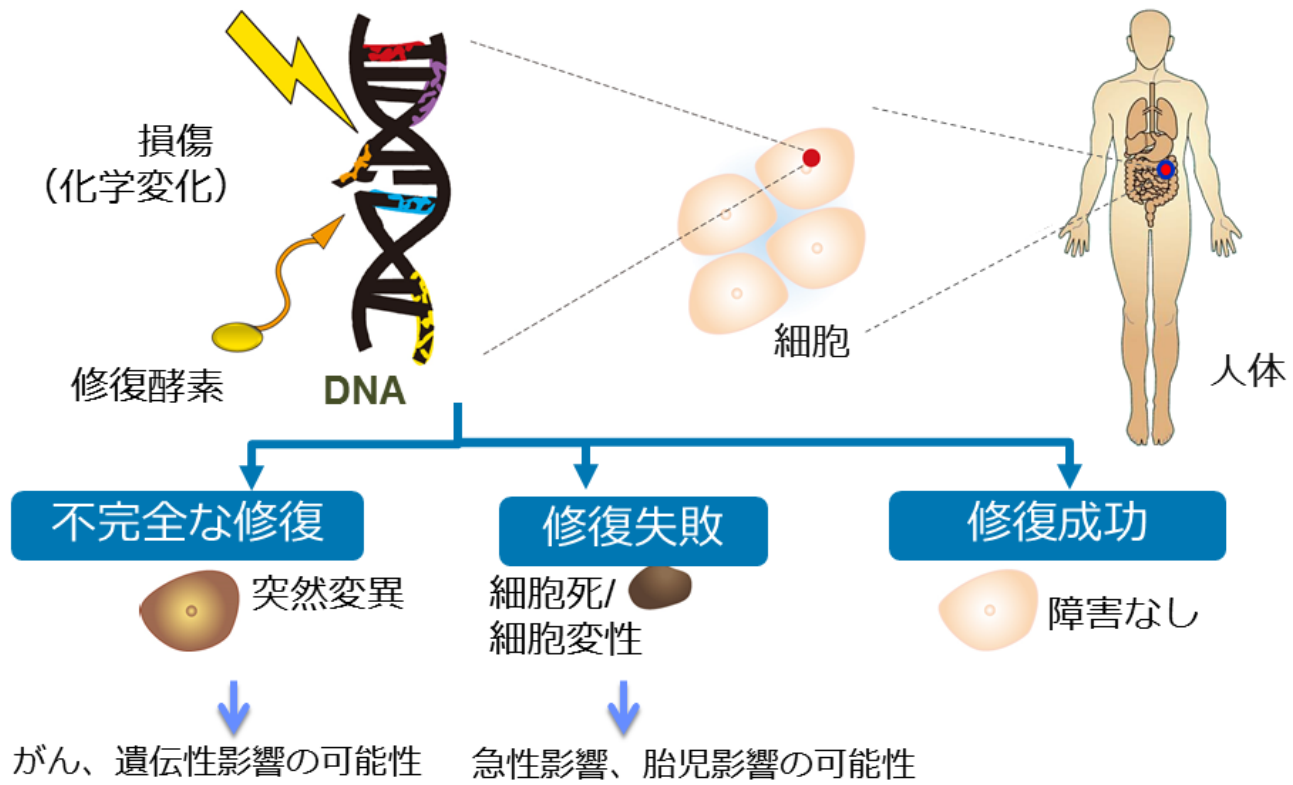 損傷
（化学変化）
修復酵素
DNA
細胞
人体
不完全な修復
修復失敗
修復成功
突然変異
細胞死/
細胞変性
障害なし
がん、遺伝性影響の可能性
急性影響、胎児影響の可能性